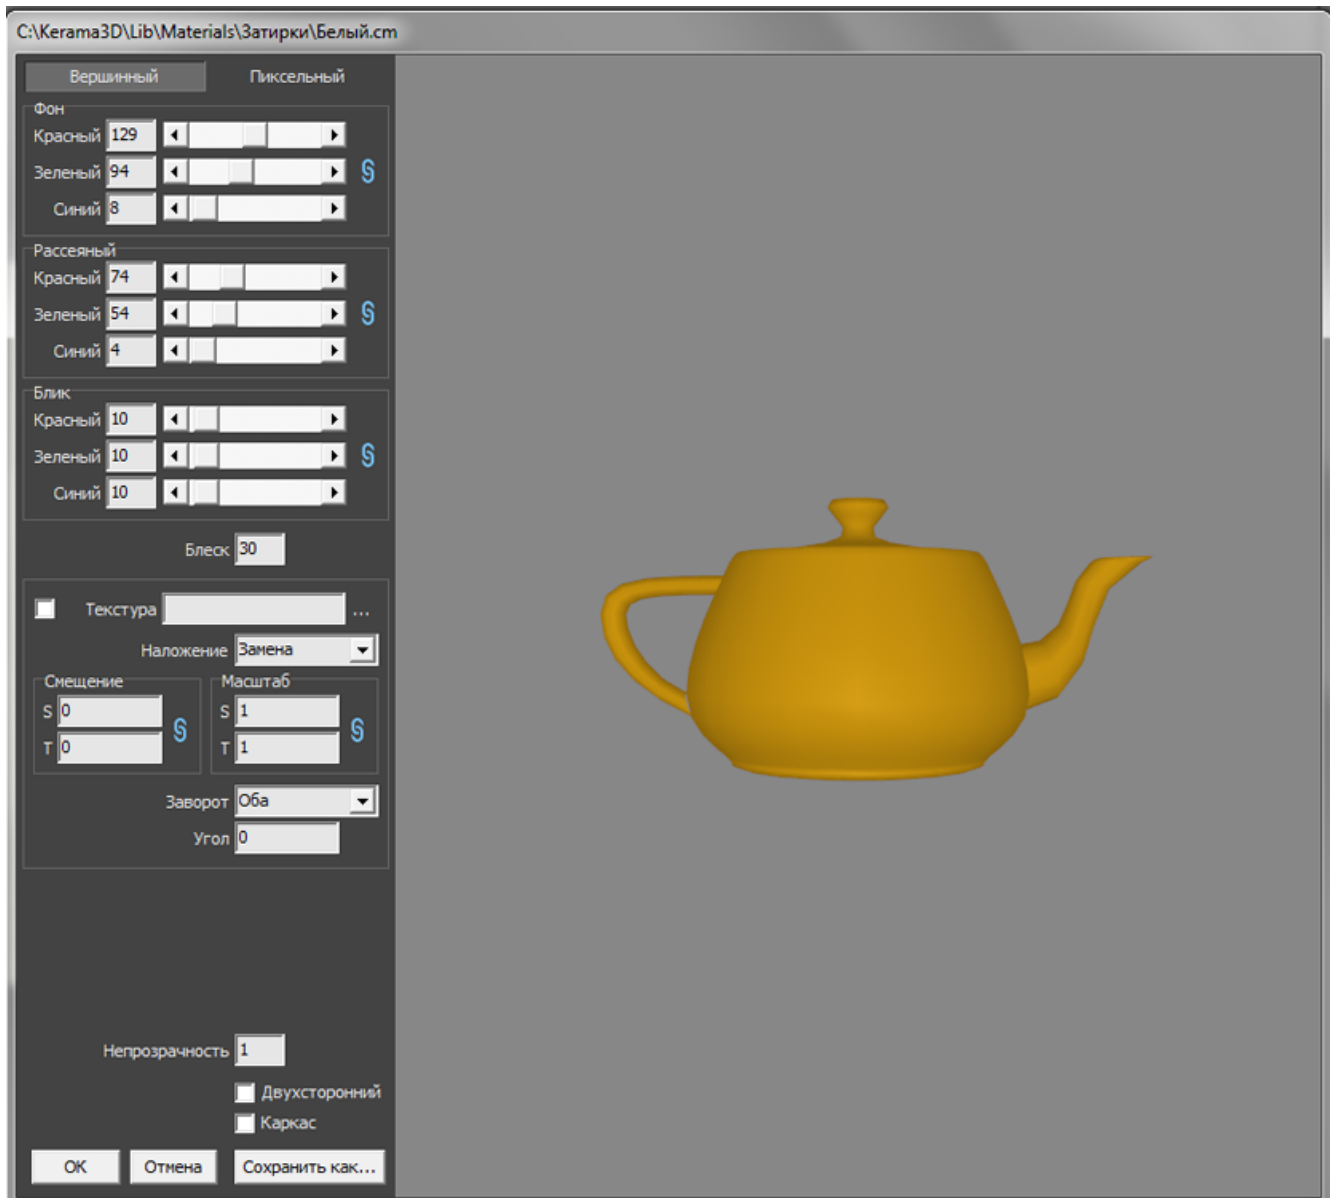 C:\Kerama3D\Lib\Materials\Затирки\Белый.cm
Вершинный Пиксельный
Фон
Красный 129
Зеленый 94
Синий 8
Рассеяный
Красный 74
Зеленый 54
Синий 4
Блик
Красный 10
Зеленый 10
Синий 10
Блеск 30
Текстура ...
Наложение Замена
Смещение Масштаб
S 0 S 1
T 0 T 1
Заворот Оба
Угол 0
Непрозрачность 1
Двухсторонний
Каркас
OK Отмена Сохранить как...